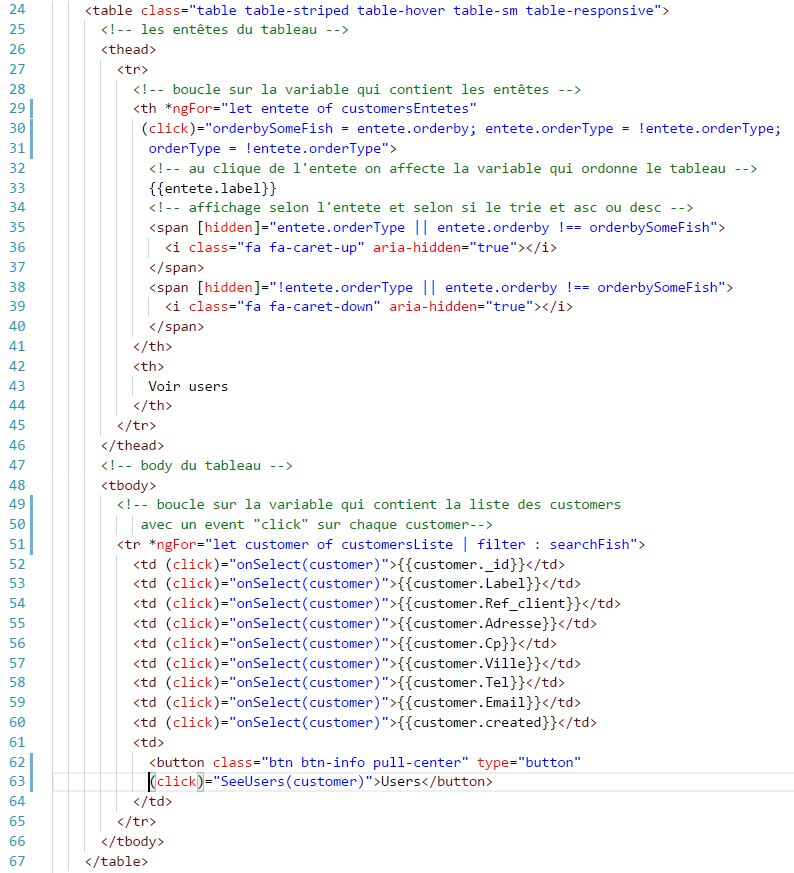 24 <table class="table table-striped table-hover table-sm table-responsive">
25 <!-- les entêtes du tableau -->
26 <thead>
27 <tr>
28 <!-- boucle sur la variable qui contient les entêtes -->
29 <th *ngFor="let entete of customersEntetes"
30 (click)="orderbySomeFish = entete.orderby; entete.orderType = !entete.orderType;
31 orderType = !entete.orderType">
32 <!-- au clique de l'entete on affecte la variable qui ordonne le tableau -->
33 {{entete.label}}
34 <!-- affichage selon l'entete et selon si le trie et asc ou desc -->
35 <span [hidden]="entete.orderType || entete.orderby !== orderbySomeFish">
36 <i class="fa fa-caret-up" aria-hidden="true"></i>
37 </span>
38 <span [hidden]="!entete.orderType || entete.orderby !== orderbySomeFish">
39 <i class="fa fa-caret-down" aria-hidden="true"></i>
40 </span>
41 </th>
42 <th>
43 Voir users
44 </th>
45 </tr>
46 </thead>
47 <!-- body du tableau -->
48 <tbody>
49 <!-- boucle sur la variable qui contient la liste des customers
50 avec un event "click" sur chaque customer-->
51 <tr *ngFor="let customer of customersListe | filter : searchFish">
52 <td (click)="onSelect(customer)">{{customer._id}}</td>
53 <td (click)="onSelect(customer)">{{customer.Label}}</td>
54 <td (click)="onSelect(customer)">{{customer.Ref_client}}</td>
55 <td (click)="onSelect(customer)">{{customer.Adresse}}</td>
56 <td (click)="onSelect(customer)">{{customer.Cp}}</td>
57 <td (click)="onSelect(customer)">{{customer.Ville}}</td>
58 <td (click)="onSelect(customer)">{{customer.Tel}}</td>
59 <td (click)="onSelect(customer)">{{customer.Email}}</td>
60 <td (click)="onSelect(customer)">{{customer.created}}</td>
61 <td>
62 <button class="btn btn-info pull-center" type="button"
63 (click)="SeeUsers(customer)">Users</button>
64 </td>
65 </tr>
66 </tbody>
67 </table>